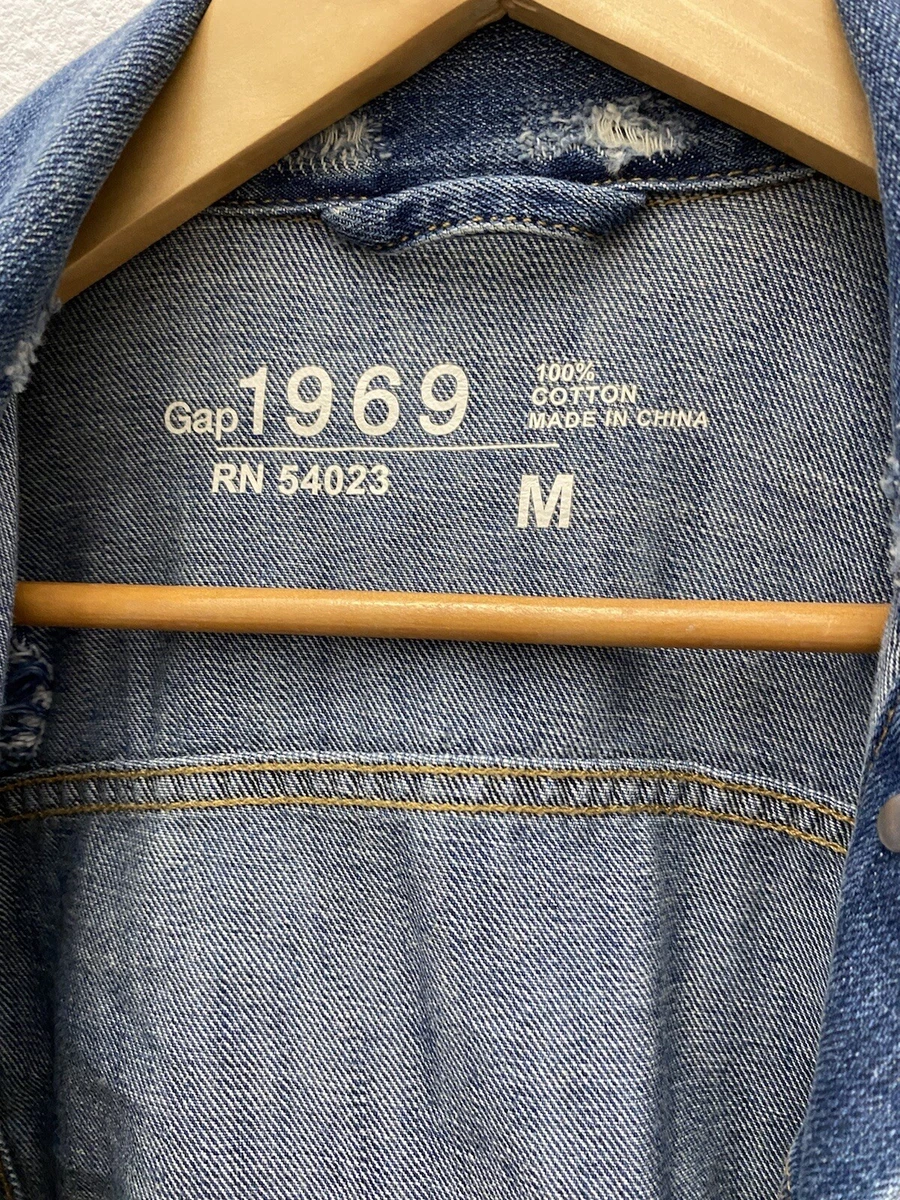 Gap1969
RN 54023
100%
COTTON
MADE IN CHINA
M